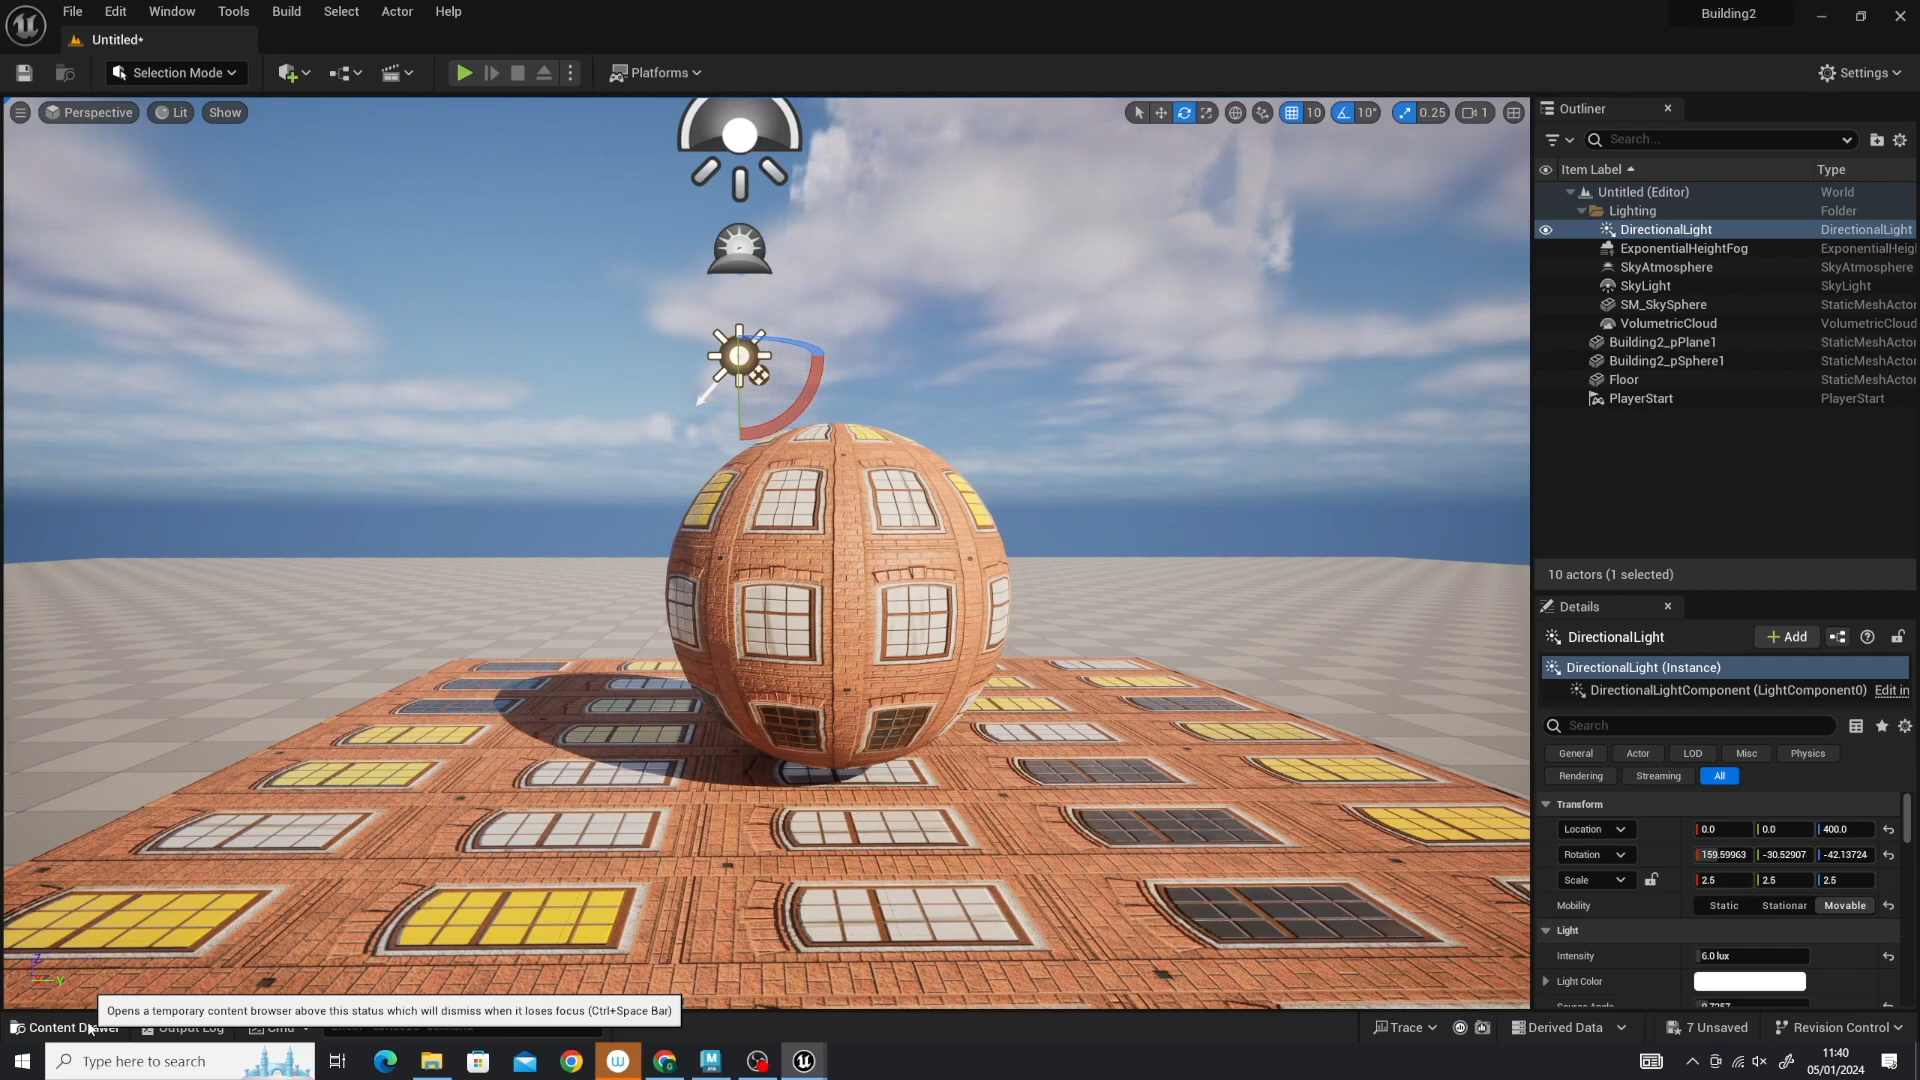 File Edit Window Tools Build Select Actor Help
Building2
Untitled*
Selection Mode
Platforms
Settings
Perspective Lit Show
10 10° 0.25 1
Outliner
Search...
Item Label Type
Untitled (Editor) World
Lighting Folder
DirectionalLight DirectionalLight
ExponentialHeightFog ExponentialHeig
SkyAtmosphere SkyAtmosphere
SkyLight SkyLight
SM_SkySphere StaticMeshActor
VolumetricCloud VolumetricCloud
Building2_pPlane1 StaticMeshActor
Building2_pSphere1 StaticMeshActor
Floor StaticMeshActor
PlayerStart PlayerStart
10 actors (1 selected)
Details
DirectionalLight
Add
DirectionalLight (Instance)
DirectionalLightComponent (LightComponent0) Edit in
Search
General Actor LOD Misc Physics
Rendering Streaming All
Transform
Location 0.0 0.0 400.0
Rotation 159.59963 -30.52907 -42.13724
Scale 2.5 2.5 2.5
Mobility Static Stationar Movable
Light
Intensity 6.0 lux
Light Color
Z
Y
Opens a temporary content browser above this status which will dismiss when it loses focus (Ctrl+Space Bar)
Content Drawer Output Log Cmd Enter Console Command
Trace Derived Data 7 Unsaved Revision Control
Type here to search
11:40
05/01/2024